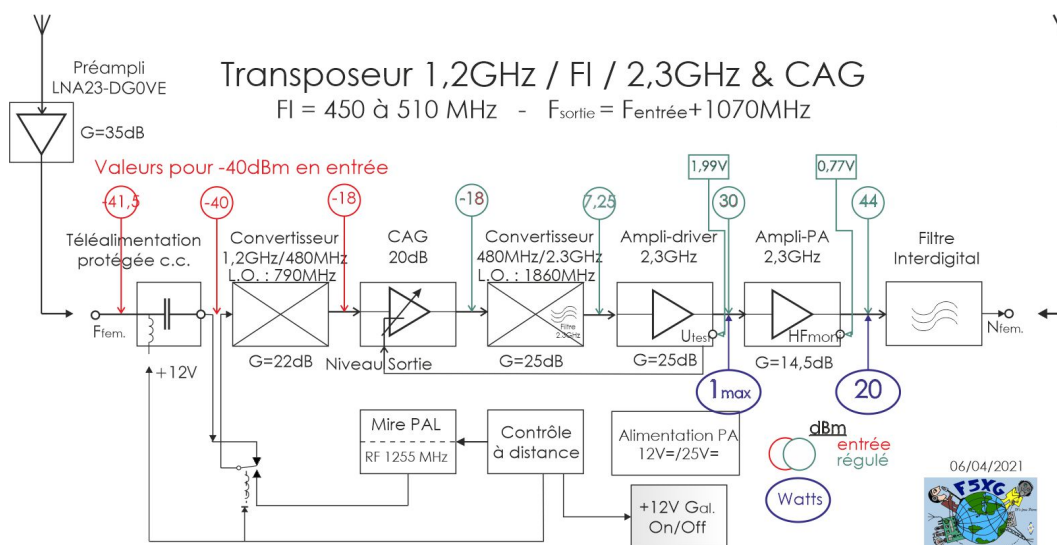 Préampli
LNA23-DG0VE
G=35dB
Transposeur 1,2GHz / FI / 2,3GHz & CAG
FI = 450 à 510 MHz - Fsortie = Fentrée+1070MHz
Valeurs pour -40dBm en entrée
1,99V
0,77V
-41,5
-40
-18
-18
7,25
30
44
Téléalimentation
protégée c.c.
Convertisseur
1,2GHz/480MHz
L.O. : 790MHz
CAG
20dB
Convertisseur
480MHz/2.3GHz
L.O. : 1860MHz
Ampli-driver
2,3GHz
Ampli-PA
2,3GHz
Filtre
Interdigital
Ffem.
Filtre
2.3GHz
Utest
HFmon
Nfem.
+12V
G=22dB
Niveau Sortie
G=25dB
G=25dB
G=14,5dB
1max
20
Mire PAL
RF 1255 MHz
Contrôle
à distance
Alimentation PA
12V=/25V=
dBm
entrée
régulé
Watts
+12V Gal.
On/Off
06/04/2021
F5XG